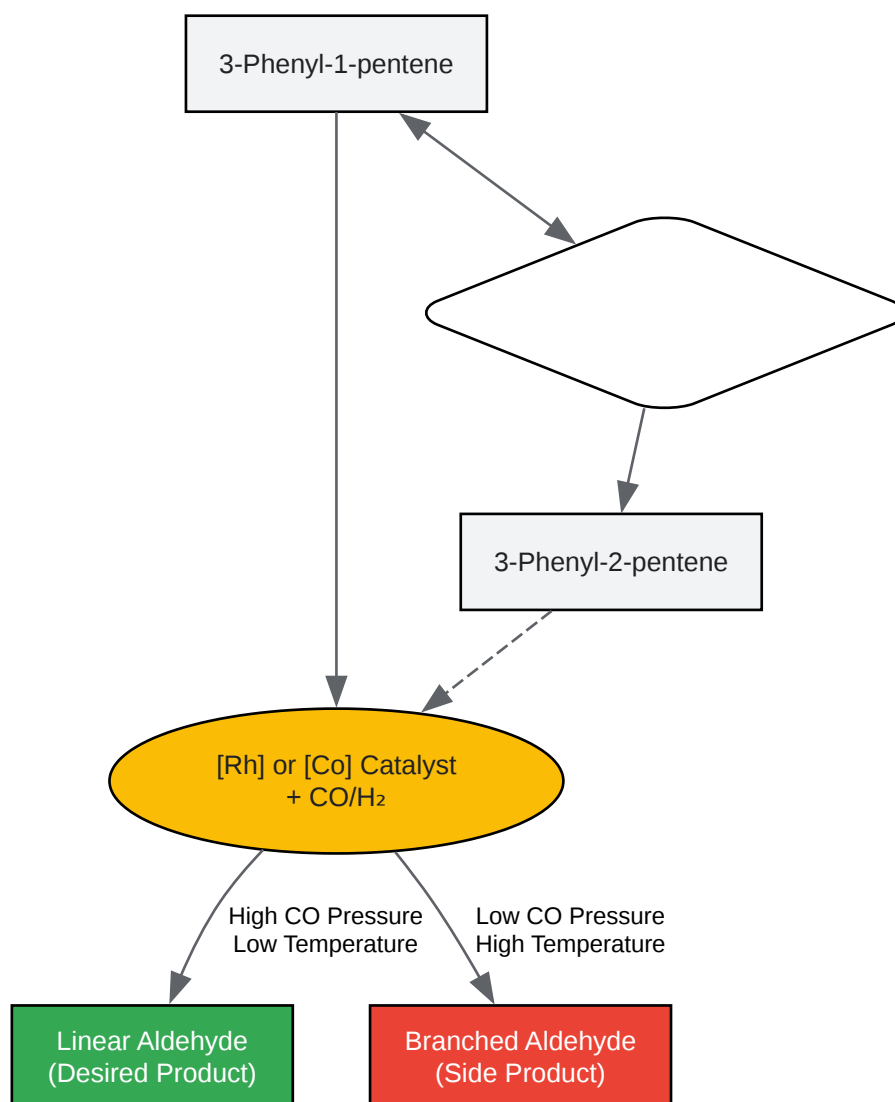 3-Phenyl-1-pentene
3-Phenyl-2-pentene
[Rh] or [Co] Catalyst
+ CO/H₂
High CO Pressure
Low Temperature
Low CO Pressure
High Temperature
Linear Aldehyde
(Desired Product)
Branched Aldehyde
(Side Product)